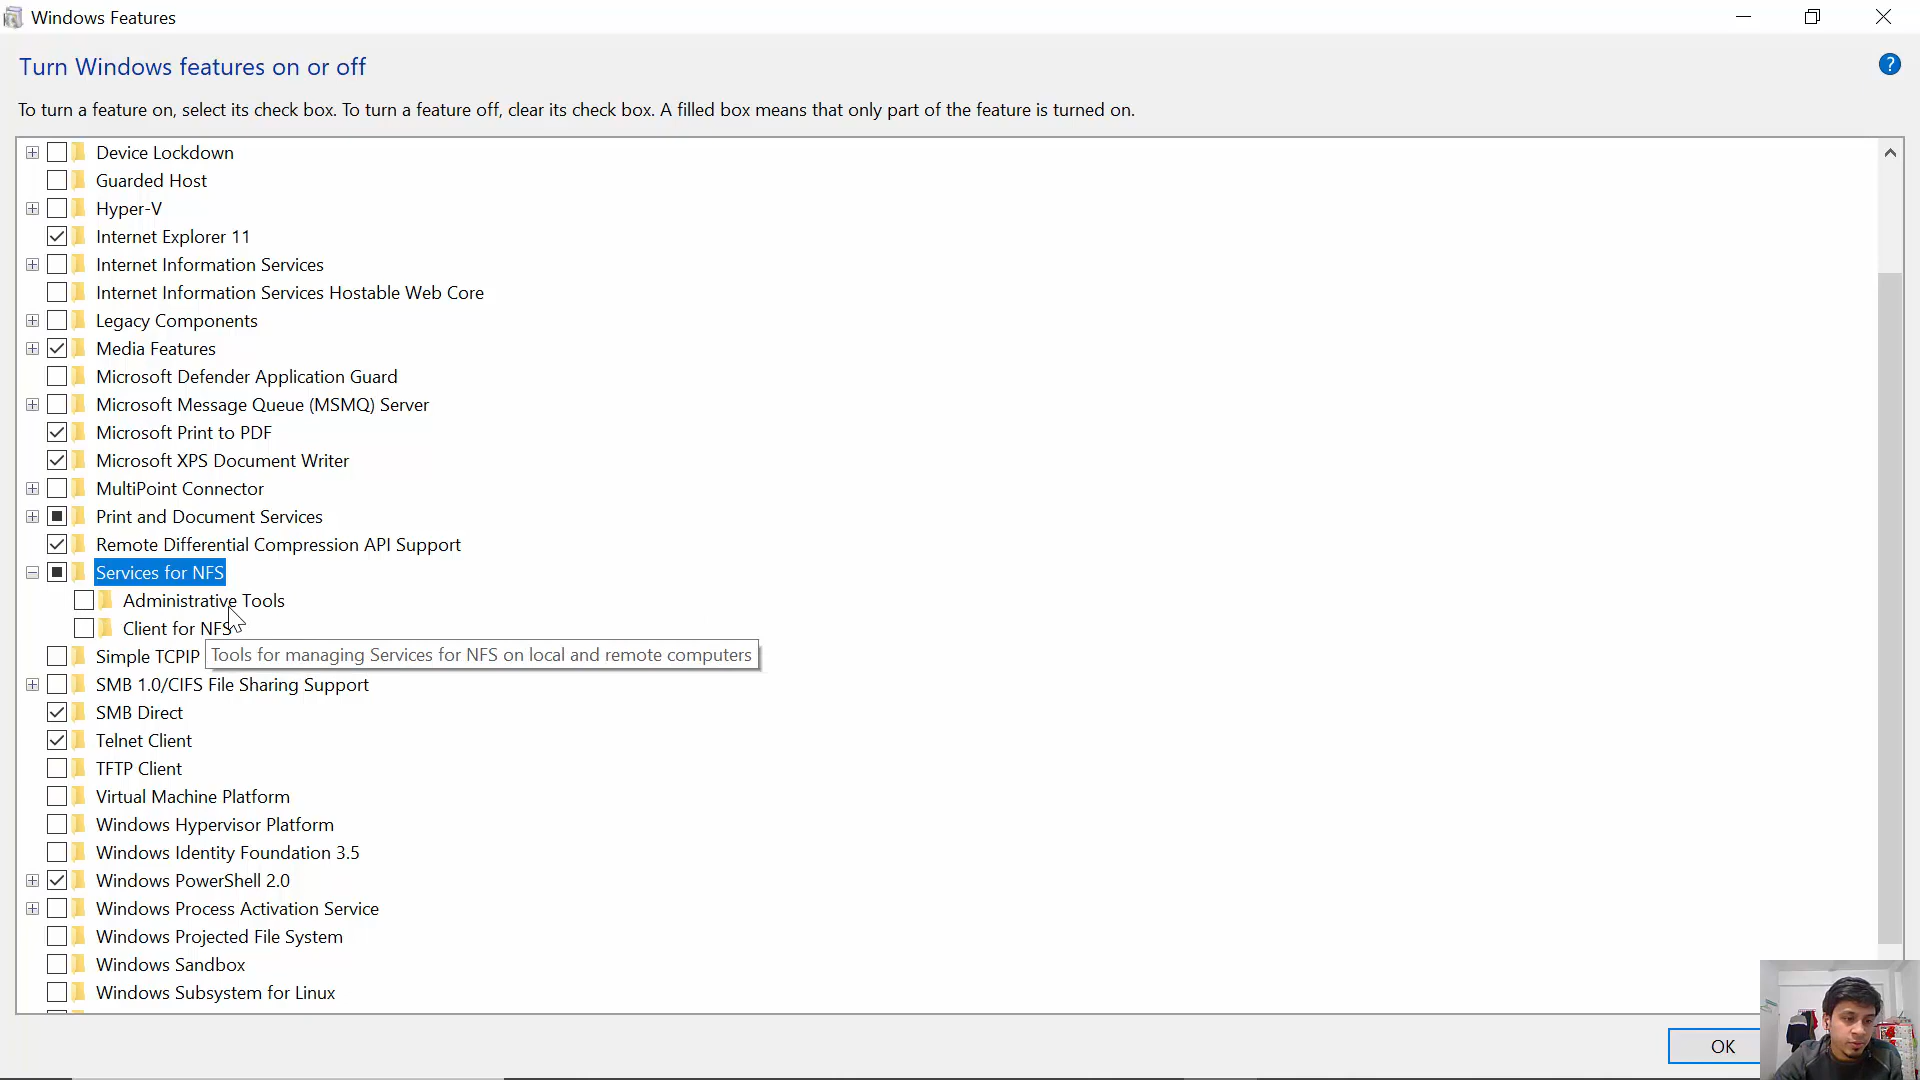 Windows Features
Turn Windows features on or off
?
To turn a feature on, select its check box. To turn a feature off, clear its check box. A filled box means that only part of the feature is turned on.
Device Lockdown
Guarded Host
Hyper-V
Internet Explorer 11
Internet Information Services
Internet Information Services Hostable Web Core
Legacy Components
Media Features
Microsoft Defender Application Guard
Microsoft Message Queue (MSMQ) Server
Microsoft Print to PDF
Microsoft XPS Document Writer
MultiPoint Connector
Print and Document Services
Remote Differential Compression API Support
Services for NFS
Administrative Tools
Client for NFS
Simple TCPIP
Tools for managing Services for NFS on local and remote computers
SMB 1.0/CIFS File Sharing Support
SMB Direct
Telnet Client
TFTP Client
Virtual Machine Platform
Windows Hypervisor Platform
Windows Identity Foundation 3.5
Windows PowerShell 2.0
Windows Process Activation Service
Windows Projected File System
Windows Sandbox
Windows Subsystem for Linux
OK